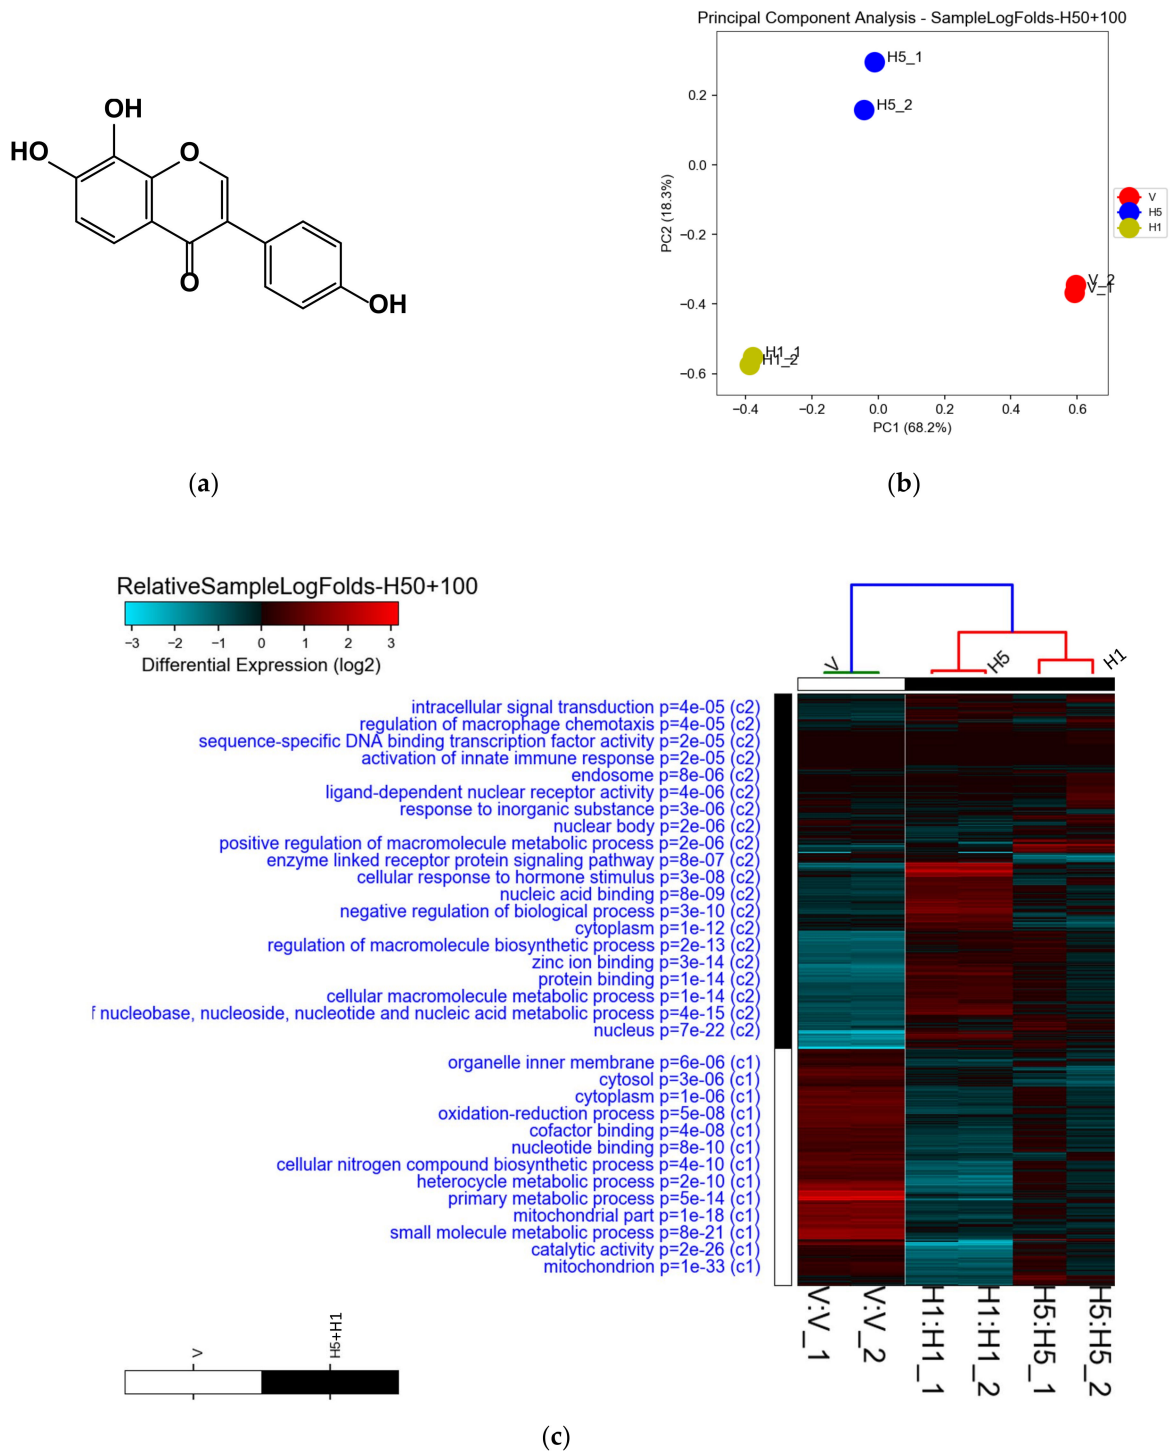 OH
HO
O
O
OH
(a)
Principal Component Analysis - SampleLogFolds-H50+100
H5_1
H5_2
V_2
V_1
H1_1
H1_2
0.2
0.0
−0.2
−0.4
−0.6
PC2 (18.3%)
−0.4 −0.2 0.0 0.2 0.4 0.6
PC1 (68.2%)
V
H5
H1
(b)
RelativeSampleLogFolds-H50+100
−3 −2 −1 0 1 2 3
Differential Expression (log2)
V
H5
H1
intracellular signal transduction p=4e-05 (c2)
regulation of macrophage chemotaxis p=4e-05 (c2)
sequence-specific DNA binding transcription factor activity p=2e-05 (c2)
activation of innate immune response p=2e-05 (c2)
endosome p=8e-06 (c2)
ligand-dependent nuclear receptor activity p=4e-06 (c2)
response to inorganic substance p=3e-06 (c2)
nuclear body p=2e-06 (c2)
positive regulation of macromolecule metabolic process p=2e-06 (c2)
enzyme linked receptor protein signaling pathway p=8e-07 (c2)
cellular response to hormone stimulus p=3e-08 (c2)
nucleic acid binding p=8e-09 (c2)
negative regulation of biological process p=3e-10 (c2)
cytoplasm p=1e-12 (c2)
regulation of macromolecule biosynthetic process p=2e-13 (c2)
zinc ion binding p=3e-14 (c2)
protein binding p=1e-14 (c2)
cellular macromolecule metabolic process p=1e-14 (c2)
f nucleobase, nucleoside, nucleotide and nucleic acid metabolic process p=4e-15 (c2)
nucleus p=7e-22 (c2)
organelle inner membrane p=6e-06 (c1)
cytosol p=3e-06 (c1)
cytoplasm p=1e-06 (c1)
oxidation-reduction process p=5e-08 (c1)
cofactor binding p=4e-08 (c1)
nucleotide binding p=8e-10 (c1)
cellular nitrogen compound biosynthetic process p=4e-10 (c1)
heterocycle metabolic process p=2e-10 (c1)
primary metabolic process p=5e-14 (c1)
mitochondrial part p=1e-18 (c1)
small molecule metabolic process p=8e-21 (c1)
catalytic activity p=2e-26 (c1)
mitochondrion p=1e-33 (c1)
V:V_1
V:V_2
H1:H1_1
H1:H1_2
H5:H5_1
H5:H5_2
V
H5+H1
(c)